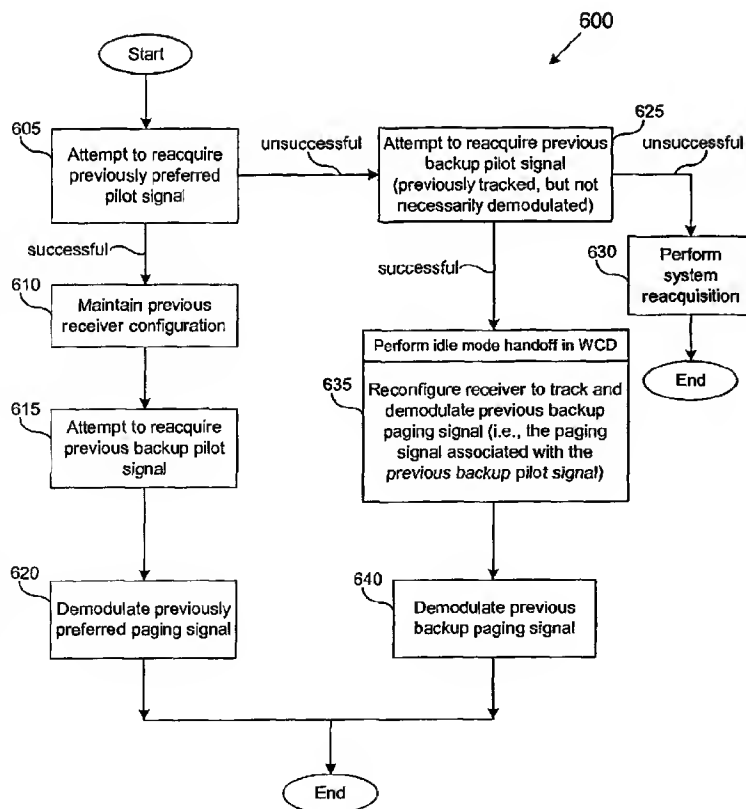 600
Start
605
Attempt to reacquire
previously preferred
pilot signal
unsuccessful
625
Attempt to reacquire previous
backup pilot signal
(previously tracked, but not
necessarily demodulated)
unsuccessful
successful
610
Maintain previous
receiver configuration
successful
630
Perform
system
reacquisition
End
615
Attempt to reacquire
previous backup pilot
signal
Perform idle mode handoff in WCD
635
Reconfigure receiver to track and
demodulate previous backup
paging signal (i.e., the paging
signal associated with the
previous backup pilot signal)
620
Demodulate previously
preferred paging signal
640
Demodulate previous
backup paging signal
End